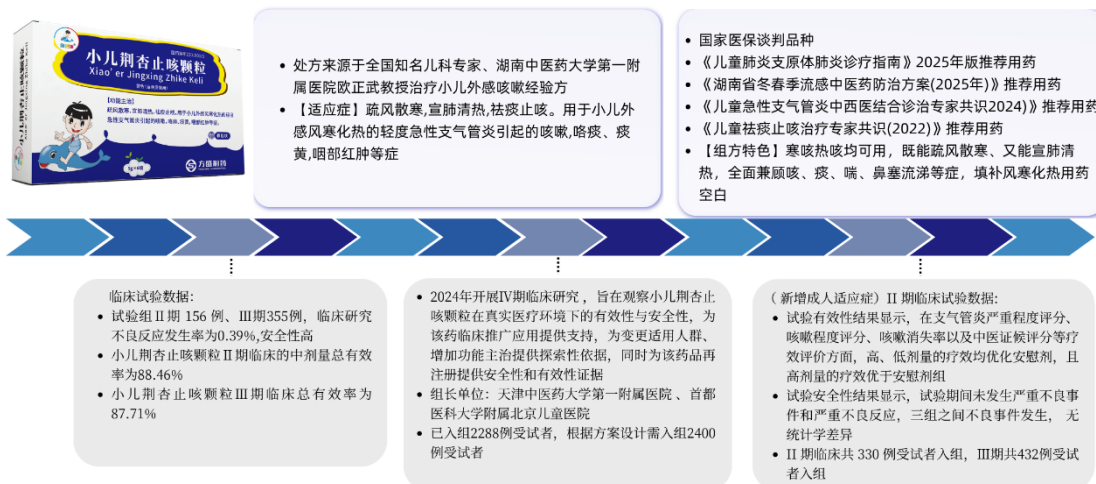 小儿荆杏止咳颗粒
Xiao' er Jingxing Zhike Keli
小儿荆杏止咳颗粒
【功能主治】
方盛制药
5g×6袋
• 处方来源于全国知名儿科专家、湖南中医药大学第一附
属医院欧正武教授治疗小儿外感咳嗽经验方
• 【适应症】疏风散寒,宣肺清热,祛痰止咳。用于小儿外
感风寒化热的轻度急性支气管炎引起的咳嗽,咯痰、痰
黄,咽部红肿等症
• 国家医保谈判品种
• 《儿童肺炎支原体肺炎诊疗指南》2025年版推荐用药
• 《湖南省冬春季流感中医药防治方案(2025年)》推荐用药
• 《儿童急性支气管炎中西医结合诊治专家共识2024)》推荐用药
• 《儿童祛痰止咳治疗专家共识(2022)》推荐用药
• 【组方特色】寒咳热咳均可用，既能疏风散寒、又能宣肺清
热，全面兼顾咳、痰、喘、鼻塞流涕等症，填补风寒化热用药
空白
临床试验数据：
• 试验组Ⅱ期 156 例、Ⅲ期355例，临床研究
不良反应发生率为0.39%,安全性高
• 小儿荆杏止咳颗粒Ⅱ期临床的中剂量总有效
率为88.46%
• 小儿荆杏止咳颗粒Ⅲ期临床总有效率为
87.71%
• 2024年开展Ⅳ期临床研究 ，旨在观察小儿荆杏止
咳颗粒在真实医疗环境下的有效性与安全性，为
该药临床推广应用提供支持，为变更适用人群、
增加功能主治提供探索性依据，同时为该药品再
注册提供安全性和有效性证据
• 组长单位：天津中医药大学第一附属医院 、首都
医科大学附属北京儿童医院
• 已入组2288例受试者，根据方案设计需入组2400
例受试者
（ 新增成人适应症）II 期临床试验数据：
• 试验有效性结果显示，在支气管炎严重程度评分、
咳嗽程度评分、咳嗽消失率以及中医证候评分等疗
效评价方面，高、低剂量的疗效均优化安慰剂，且
高剂量的疗效优于安慰剂组
• 试验安全性结果显示，试验期间未发生严重不良事
件和严重不良反应，三组之间不良事件发生， 无
统计学差异
• II 期临床共 330 例受试者入组，Ⅲ期共432例受试
者入组